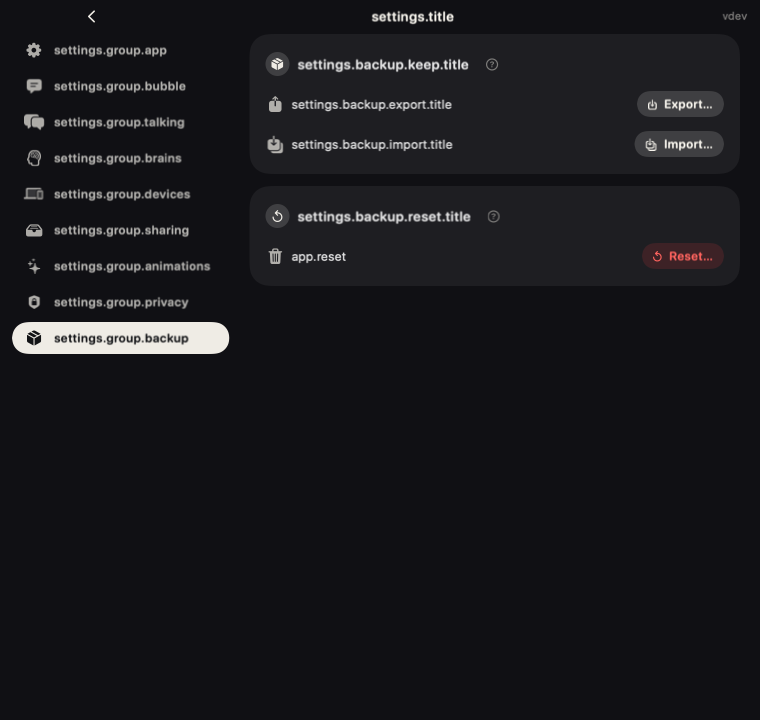 settings.title
vdev
settings.group.app
settings.group.bubble
settings.group.talking
settings.group.brains
settings.group.devices
settings.group.sharing
settings.group.animations
settings.group.privacy
settings.group.backup
settings.backup.keep.title
settings.backup.export.title
Export...
settings.backup.import.title
Import...
settings.backup.reset.title
app.reset
Reset...